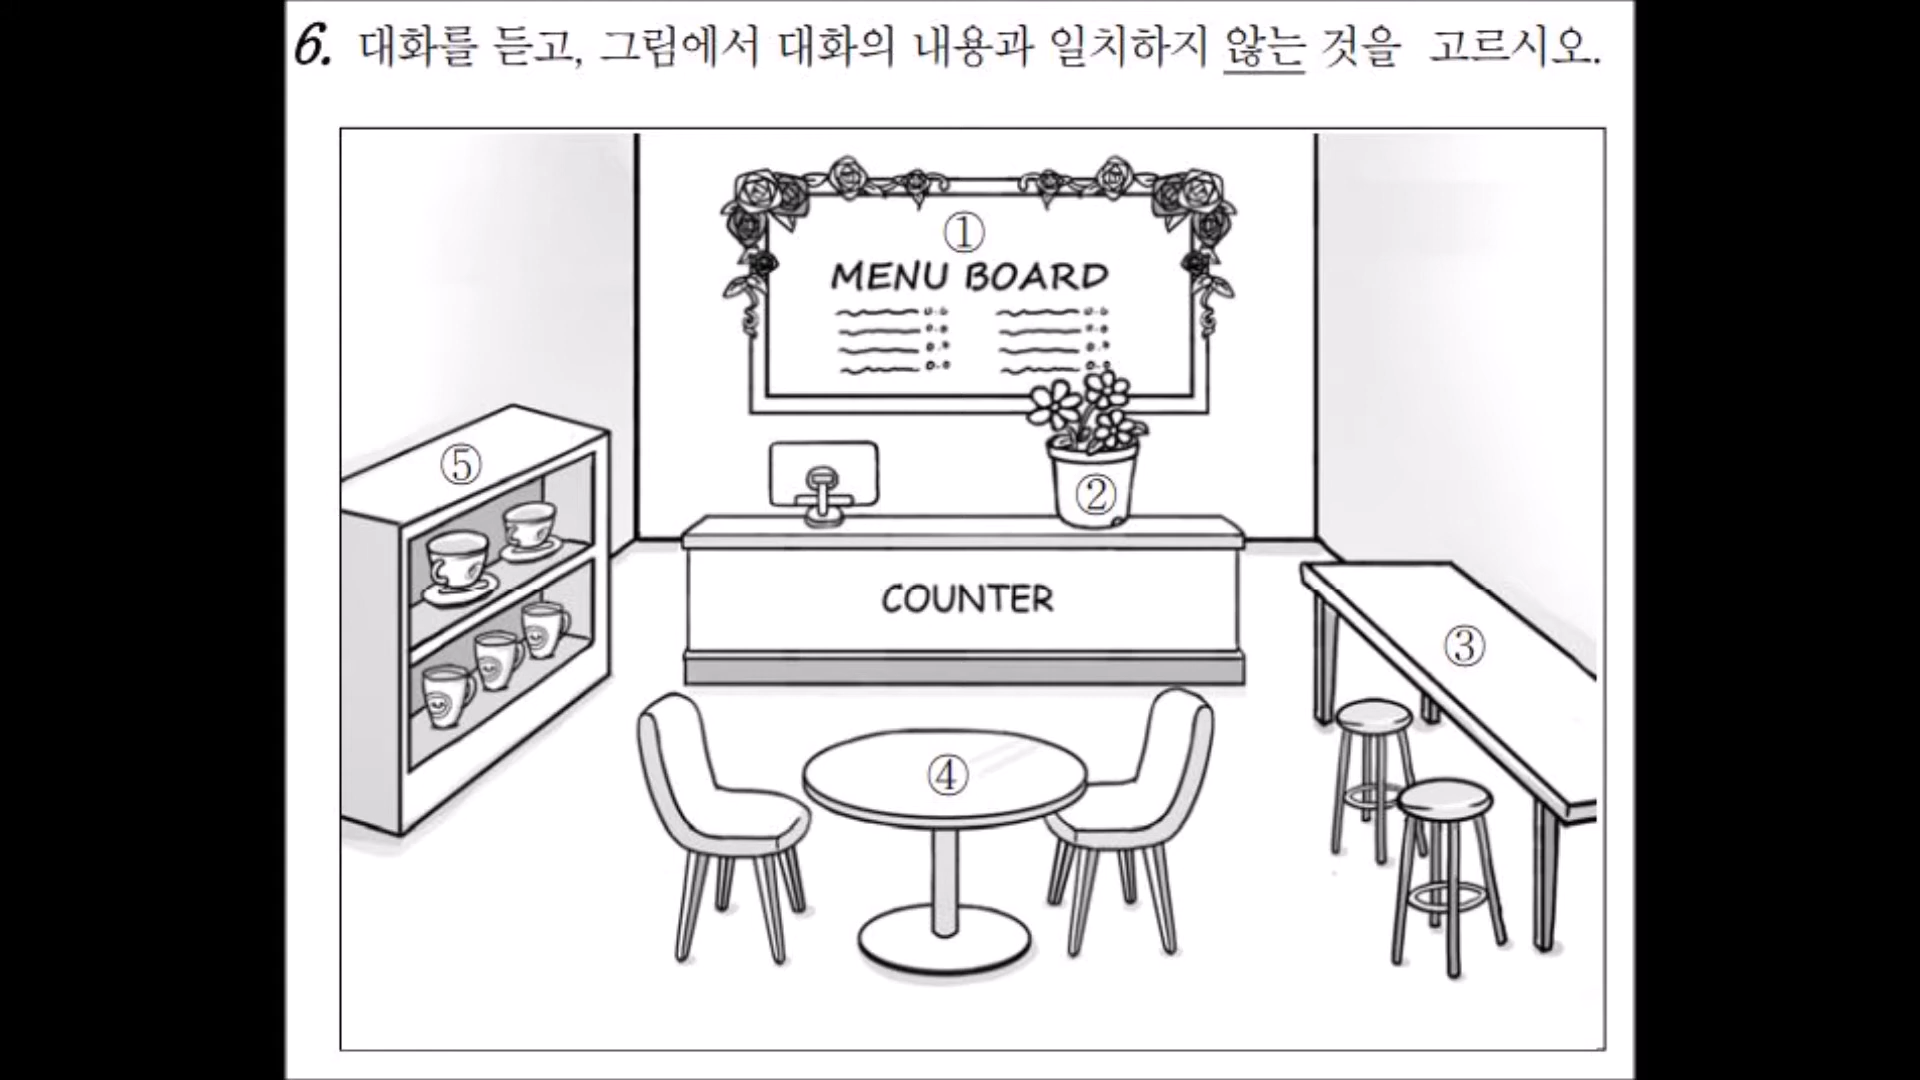 6. 대화를 듣고, 그림에서 대화의 내용과 일치하지 않는 것을 고르시오.
①
MENU BOARD
⑤
②
COUNTER
③
④